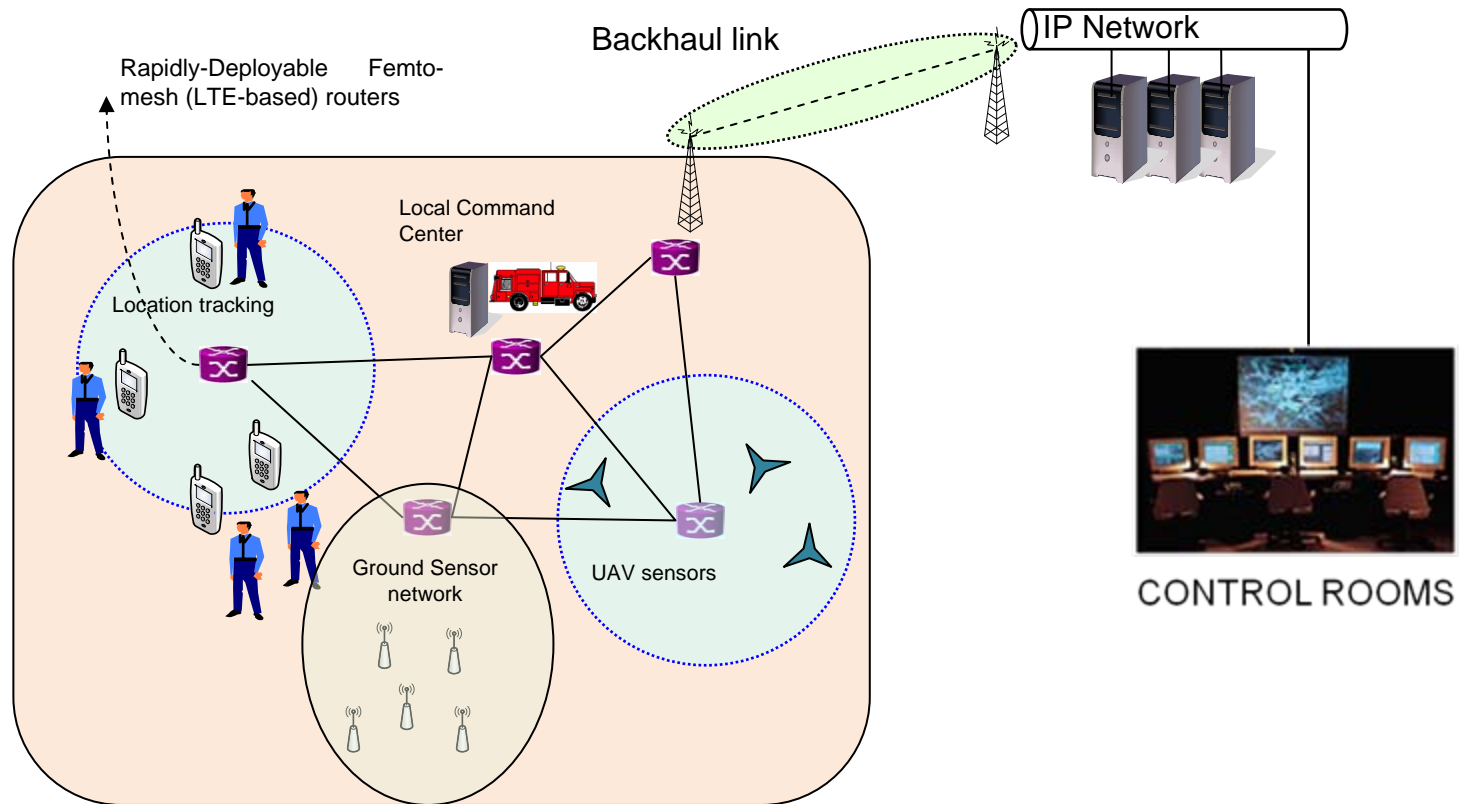 Backhaul link
IP Network
Rapidly-Deployable Femto-
mesh (LTE-based) routers
Local Command
Center
Location tracking
Ground Sensor
network
UAV sensors
CONTROL ROOMS